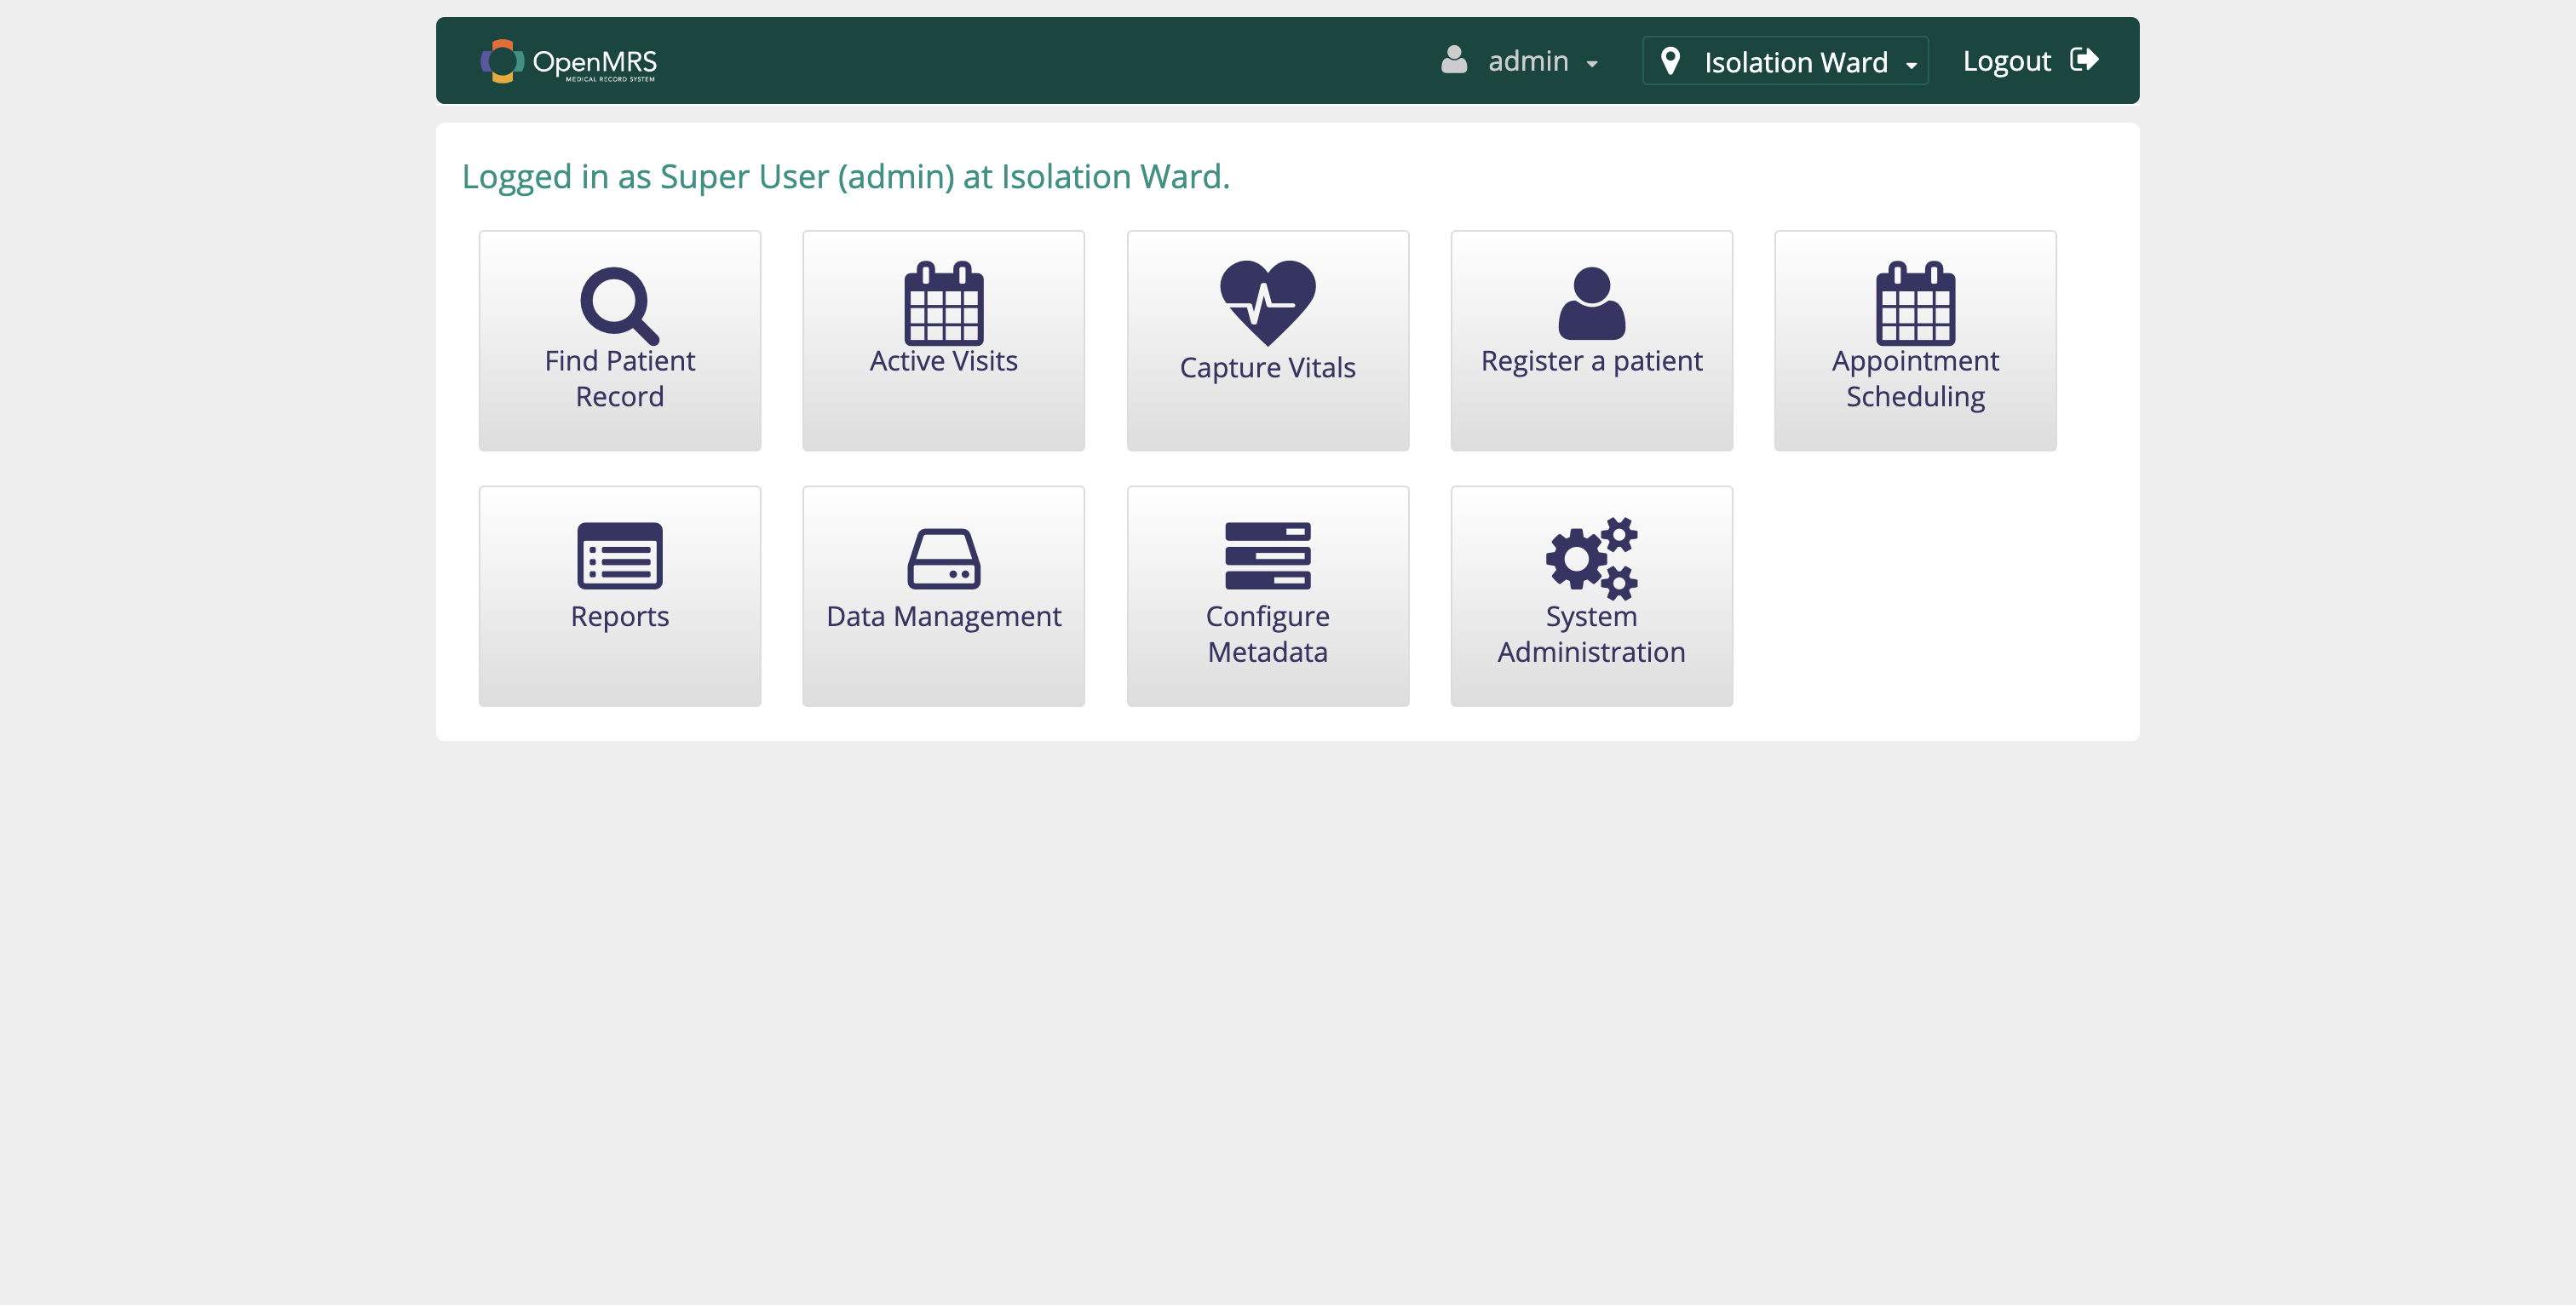 OpenMRS
MEDICAL RECORD SYSTEM
admin
Isolation Ward
Logout
Logged in as Super User (admin) at Isolation Ward.
Find Patient
Record
Active Visits
Capture Vitals
Register a patient
Appointment
Scheduling
Reports
Data Management
Configure
Metadata
System
Administration